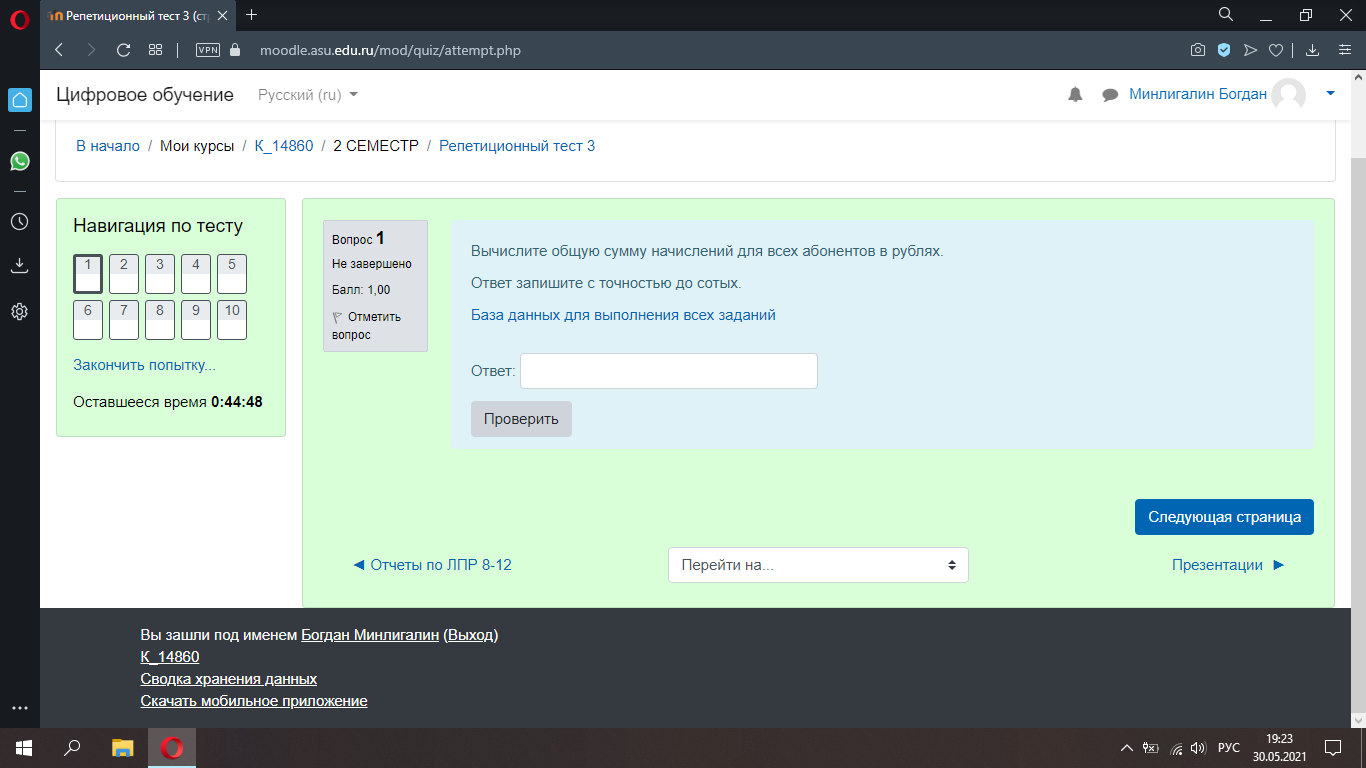 Репетиционный тест 3 (ст
VPN
moodle.asu.edu.ru/mod/quiz/attempt.php
Цифровое обучение
Русский (ru)
Минлигалин Богдан
В начало / Мои курсы / К_14860 / 2 СЕМЕСТР / Репетиционный тест 3
Навигация по тесту
1 2 3 4 5
6 7 8 9 10
Закончить попытку...
Оставшееся время 0:44:48
Вопрос 1
Не завершено
Балл: 1,00
Отметить
вопрос
Вычислите общую сумму начислений для всех абонентов в рублях.
Ответ запишите с точностью до сотых.
База данных для выполнения всех заданий
Ответ:
Проверить
Следующая страница
◄ Отчеты по ЛПР 8-12
Перейти на...
Презентации ►
Вы зашли под именем Богдан Минлигалин (Выход)
К_14860
Сводка хранения данных
Скачать мобильное приложение
РУС
19:23
30.05.2021